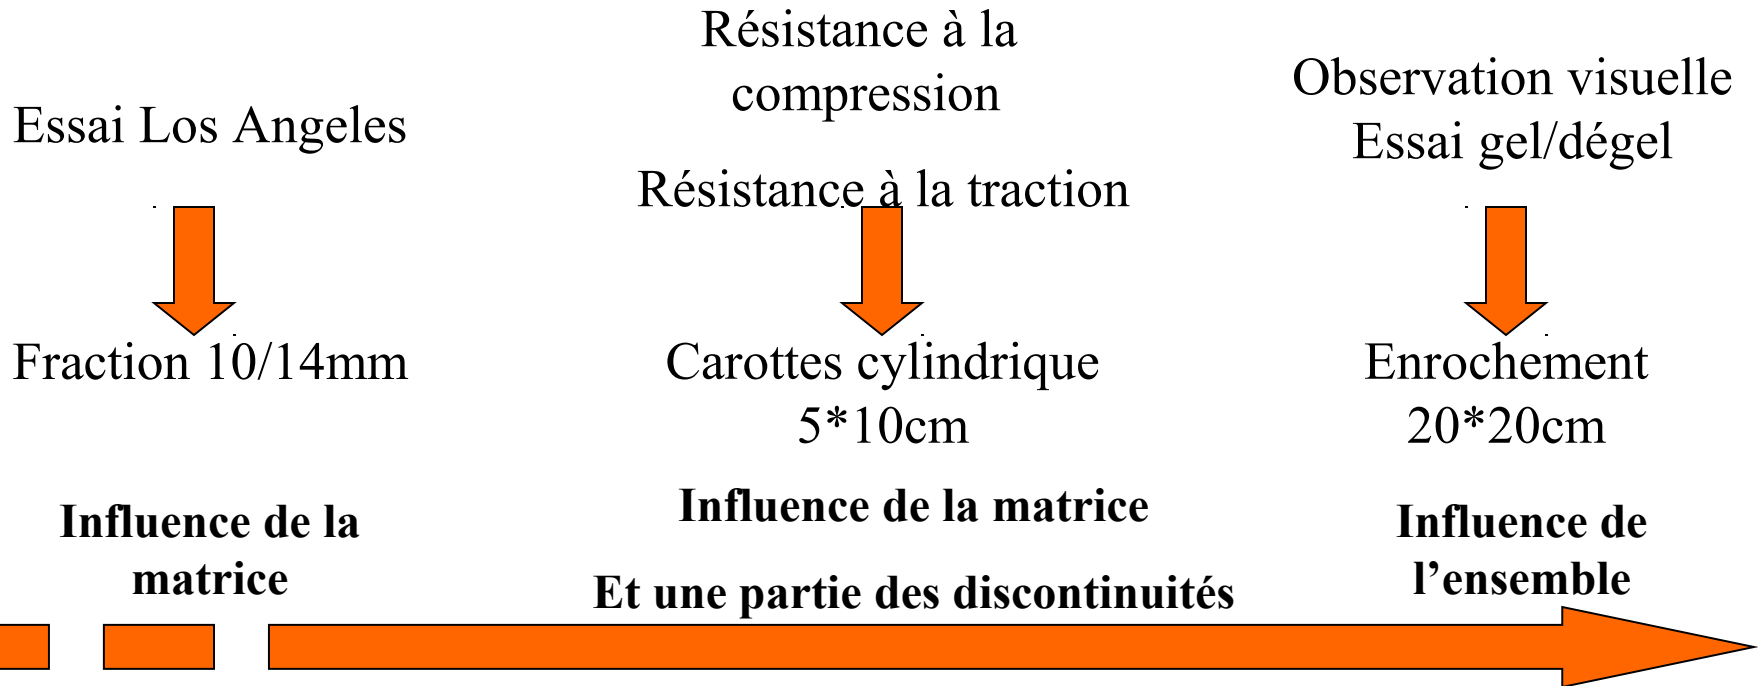 Essai Los Angeles
Fraction 10/14mm
Influence de la
matrice
Résistance à la
compression
Résistance à la traction
Carottes cylindrique
5*10cm
Influence de la matrice
Et une partie des discontinuités
Observation visuelle
Essai gel/dégel
Enrochement
20*20cm
Influence de
l’ensemble